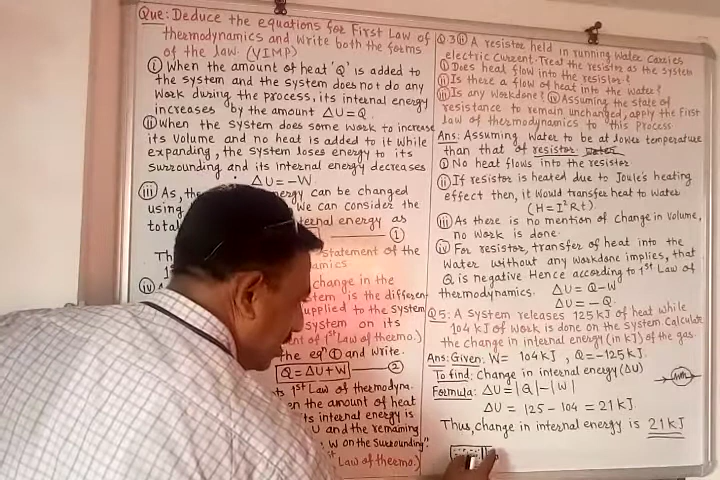 Que: Deduce the equations for First Law of
thermodynamics and write both the forms
of the law. (VIMP)
(i) When the amount of heat 'Q' is added to
the system and the system does not do any
work during the process, its internal energy
increases by the amount ΔU=Q.
(ii) When the system does some work to increase
its volume and no heat is added to it while
expanding, the system loses energy to its
surrounding and its internal energy decreases
ΔU=-W
(iii) As, the energy can be changed
using We can consider the
total internal energy as
①
statement of the
change in the
is the different
supplied to the system
system on its
of 1st Law of thermo.)
the eqn ① and write.
Q=ΔU+W ②
1st Law of thermodyna.
the amount of heat
its internal energy is
U and the remaining
W on the surrounding".
Law of thermo.)
Q 3(ii) A resistor held in running water carries
electric current. Treat the resistor as the system
(i) Does heat flow into the resistor?
(ii) Is there a flow of heat into the water?
(iii) Is any workdone? (iv) Assuming the state of
resistance to remain unchanged, apply the First
law of thermodynamics to this process
Ans: Assuming water to be at lower temperature
than that of resistor.
(i) No heat flows into the resistor
(ii) If resistor is heated due to Joule's heating
effect then, it would transfer heat to water
(H=I²Rt)
(iii) As there is no mention of change in volume,
no work is done.
(iv) For resistor, transfer of heat into the
water without any workdone implies, that
Q is negative Hence according to 1st Law of
thermodynamics. ΔU = Q-W
ΔU = -Q.
Q5: A system releases 125 kJ of heat while
104 kJ of work is done on the system. Calculate
the change in internal energy (in kJ) of the gas.
Ans: Given: W= 104 kJ, Q=-125 kJ.
To find: Change in internal energy (ΔU)
Formula: ΔU=|Q|-|W|
ΔU = 125 - 104 = 21 kJ.
Thus, change in internal energy is 21 kJ